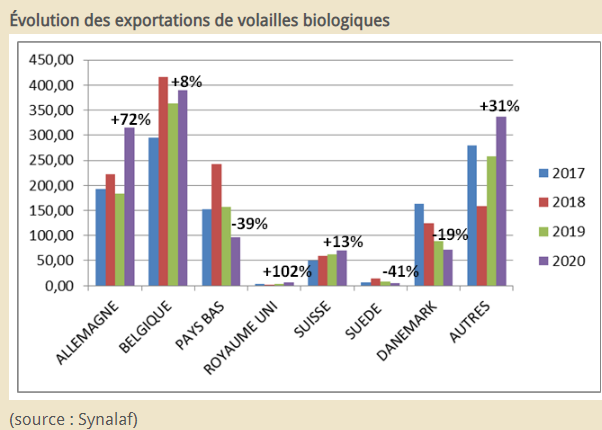 Évolution des exportations de volailles biologiques
450,00
400,00
350,00
300,00
250,00
200,00
150,00
100,00
50,00
0,00
+72%
+8%
-39%
+102%
+13%
-41%
-19%
+31%
ALLEMAGNE
BELGIQUE
PAYS BAS
ROYAUME UNI
SUISSE
SUEDE
DANEMARK
AUTRES
2017
2018
2019
2020
(source : Synalaf)